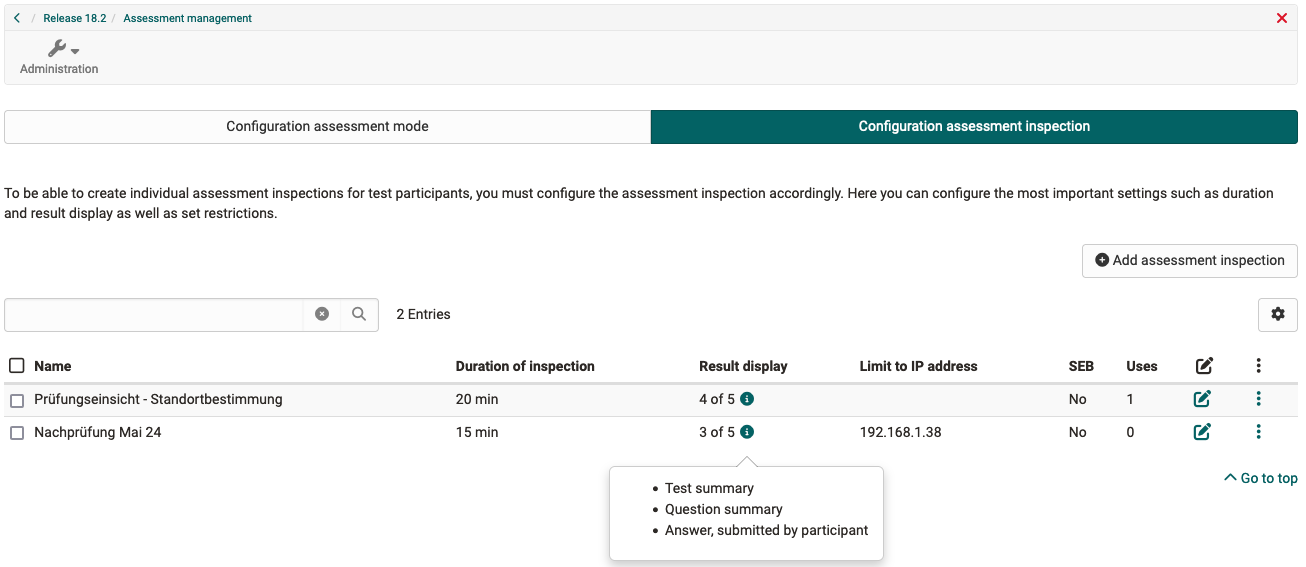 Release 18.2 / Assessment management
Administration
Configuration assessment mode
Configuration assessment inspection
To be able to create individual assessment inspections for test participants, you must configure the assessment inspection accordingly. Here you can configure the most important settings such as duration
and result display as well as set restrictions.
Add assessment inspection
2 Entries
Name Duration of inspection Result display Limit to IP address SEB Uses
Prüfungseinsicht - Standortbestimmung 20 min 4 of 5 No 1
Nachprüfung Mai 24 15 min 3 of 5 192.168.1.38 No 0
Go to top
• Test summary
• Question summary
• Answer, submitted by participant